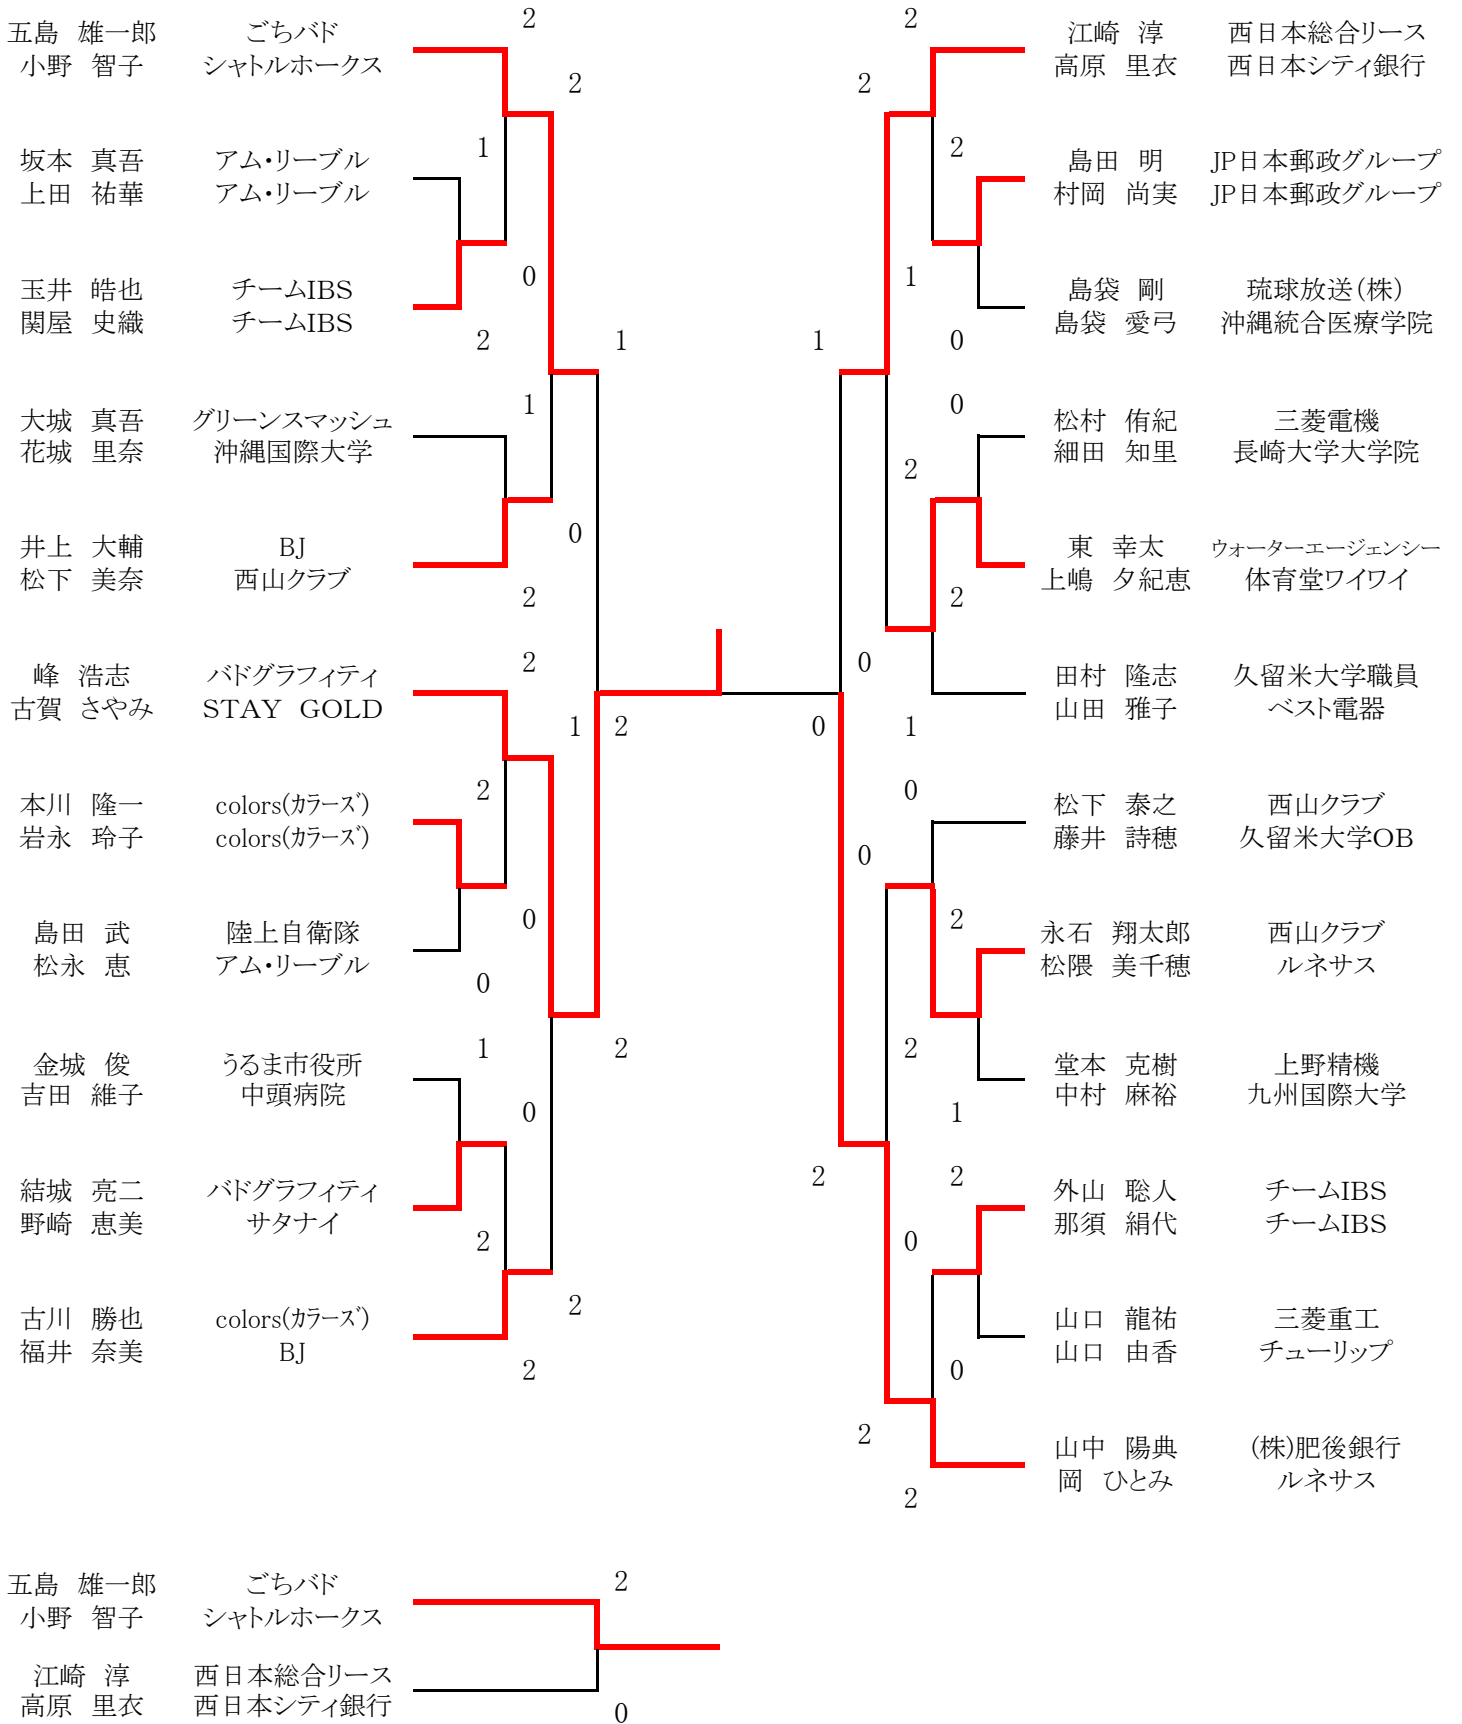 五島 雄一郎 ごちバド
小野 智子 シャトルホークス
2
2
坂本 真吾 アム・リーブル
上田 祐華 アム・リーブル
1
0
玉井 皓也 チームIBS
関屋 史織 チームIBS
2
1
1
大城 真吾 グリーンスマッシュ
花城 里奈 沖縄国際大学
0
井上 大輔 BJ
松下 美奈 西山クラブ
2
2
峰 浩志 バドグラフィティ
古賀 さやみ STAY GOLD
1 2
本川 隆一 colors(カラーズ)
岩永 玲子 colors(カラーズ)
2
0
島田 武 陸上自衛隊
松永 恵 アム・リーブル
0
1
2
金城 俊 うるま市役所
吉田 維子 中頭病院
0
結城 亮二 バドグラフィティ
野崎 恵美 サタナイ
2
2
古川 勝也 colors(カラーズ)
福井 奈美 BJ
2
2
江崎 淳 西日本総合リース
高原 里衣 西日本シティ銀行
2
2
島田 明 JP日本郵政グループ
村岡 尚実 JP日本郵政グループ
1
島袋 剛 琉球放送(株)
島袋 愛弓 沖縄統合医療学院
1
0
0
松村 侑紀 三菱電機
細田 知里 長崎大学大学院
2
東 幸太 ウォーターエージェンシー
上嶋 夕紀恵 体育堂ワイワイ
2
0
田村 隆志 久留米大学職員
山田 雅子 ベスト電器
0
1
0
松下 泰之 西山クラブ
藤井 詩穂 久留米大学OB
0
2
永石 翔太郎 西山クラブ
松隈 美千穂 ルネサス
2
堂本 克樹 上野精機
中村 麻裕 九州国際大学
1
2
2
外山 聡人 チームIBS
那須 絹代 チームIBS
0
山口 龍祐 三菱重工
山口 由香 チューリップ
0
2
山中 陽典 (株)肥後銀行
岡 ひとみ ルネサス
2
五島 雄一郎 ごちバド
小野 智子 シャトルホークス
2
江崎 淳 西日本総合リース
高原 里衣 西日本シティ銀行
0